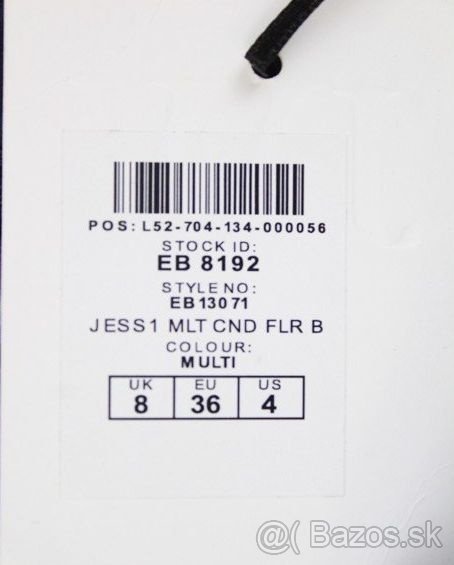 POS: L52-704-134-000056
STOCK ID:
EB 8192
STYLE NO:
EB13071
JESS1 MLT CND FLR B
COLOUR:
MULTI
UK EU US
8 36 4
@( Bazos.sk